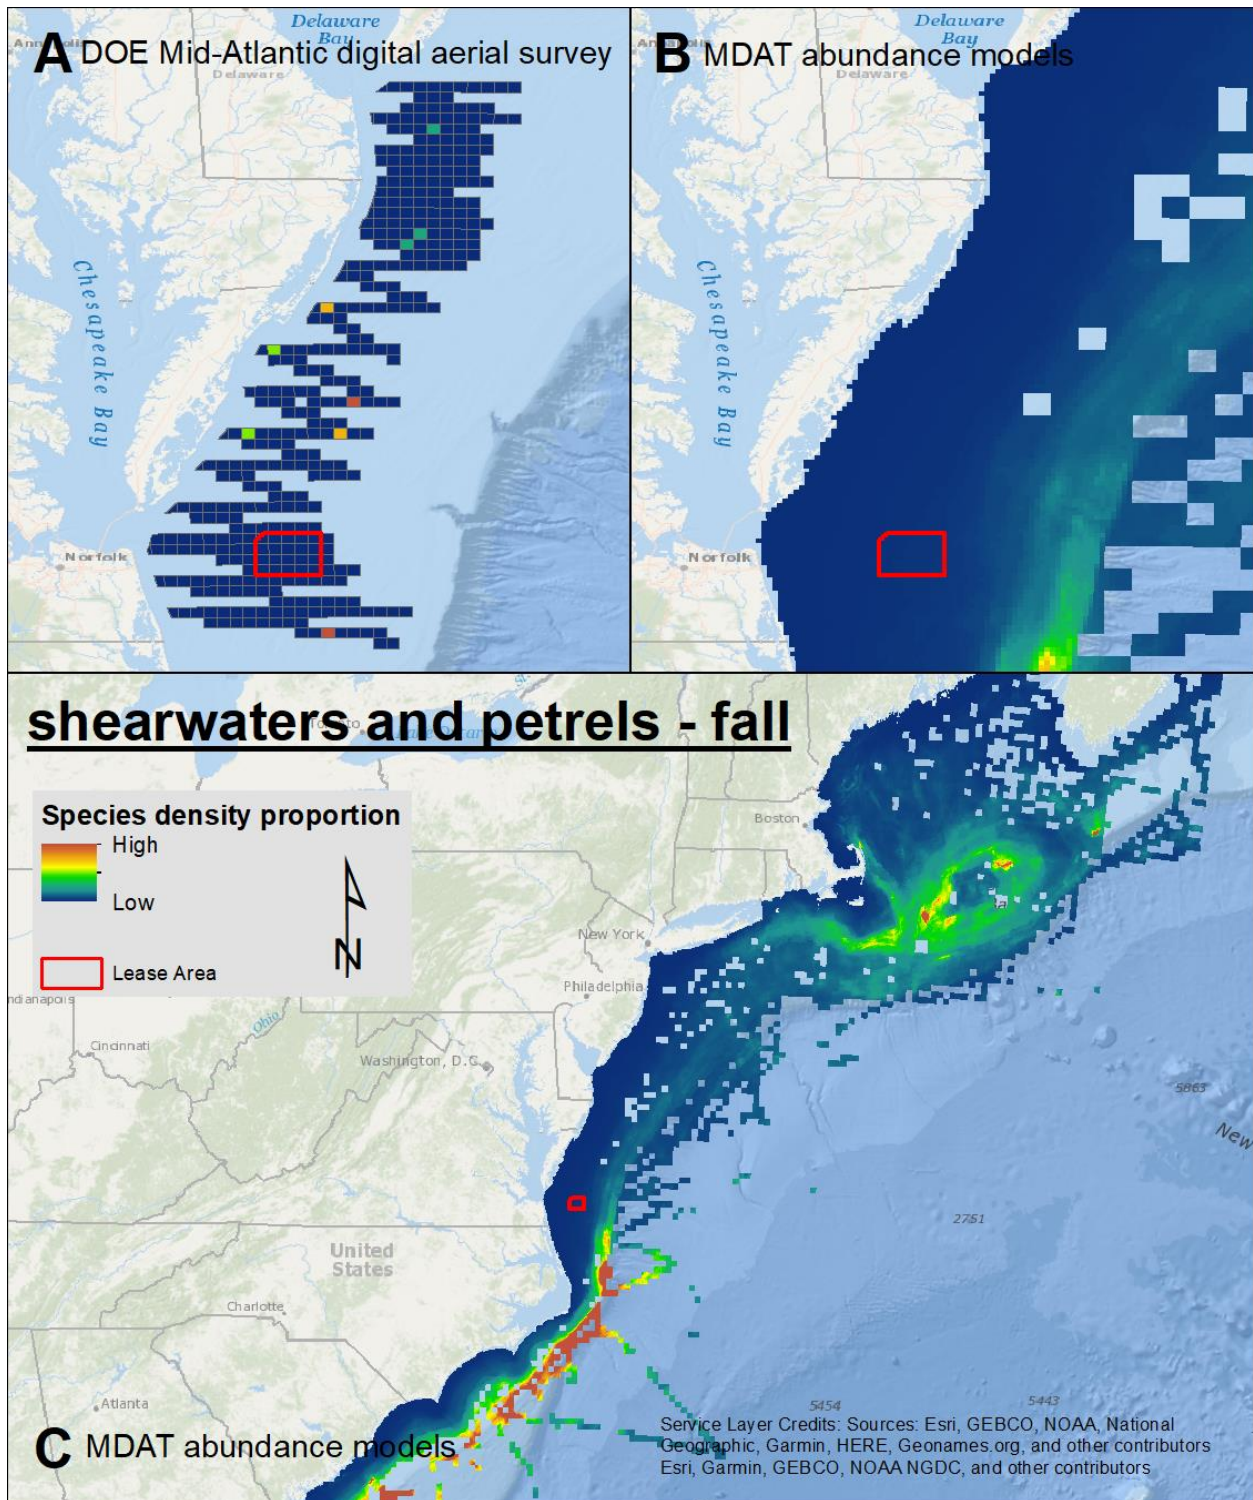 A DOE Mid-Atlantic digital aerial survey
Delaware
Bay
Delaware
Chesapeake Bay
Norfolk
B MDAT abundance models
Delaware
Bay
Delaware
Chesapeake Bay
Norfolk
shearwaters and petrels - fall
Species density proportion
High
Low
N
Lease Area
Boston
New York
Philadelphia
Indianapolis
Ohio
Cincinnati
Washington, D.C.
5863
New
2751
United
States
Charlotte
Atlanta
5454
5443
C MDAT abundance models
Service Layer Credits: Sources: Esri, GEBCO, NOAA, National
Geographic, Garmin, HERE, Geonames.org, and other contributors
Esri, Garmin, GEBCO, NOAA NGDC, and other contributors